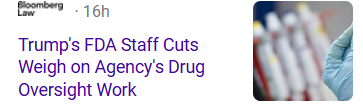 Bloomberg
Law
· 16h
Trump's FDA Staff Cuts
Weigh on Agency's Drug
Oversight Work